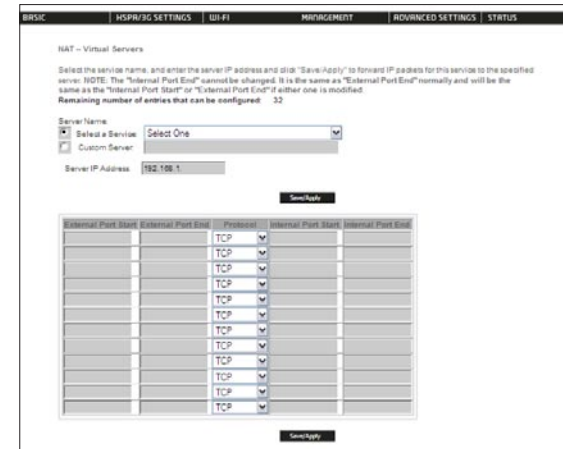 BASIC HSPA/3G SETTINGS WI-FI MANAGEMENT ADVANCED SETTINGS STATUS
NAT -- Virtual Servers
Select the service name, and enter the server IP address and click "Save/Apply" to forward IP packets for this service to the specified
server. NOTE: The "Internal Port End" cannot be changed. It is the same as "External Port End" normally and will be the
same as the "Internal Port Start" or "External Port End" if either one is modified.
Remaining number of entries that can be configured: 32
Server Name:
Select a Service: Select One
Custom Server:
Server IP Address: 192.168.1.
Save/Apply
External Port Start External Port End Protocol Internal Port Start Internal Port End
TCP
TCP
TCP
TCP
TCP
TCP
TCP
TCP
TCP
TCP
TCP
TCP
Save/Apply